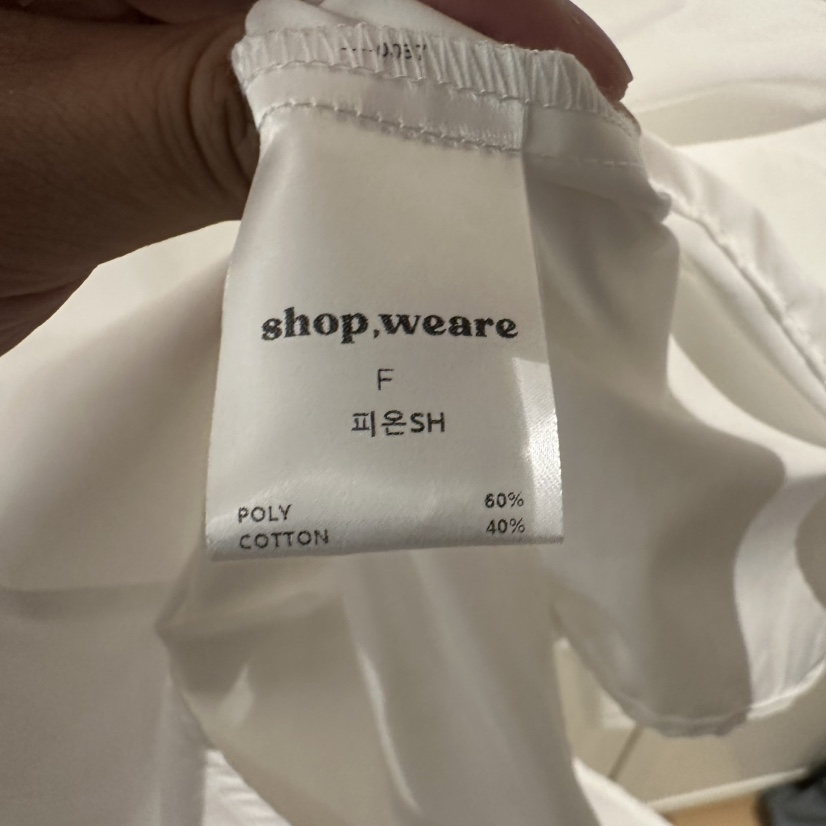 shop,weare
F
피온SH
POLY 60%
COTTON 40%